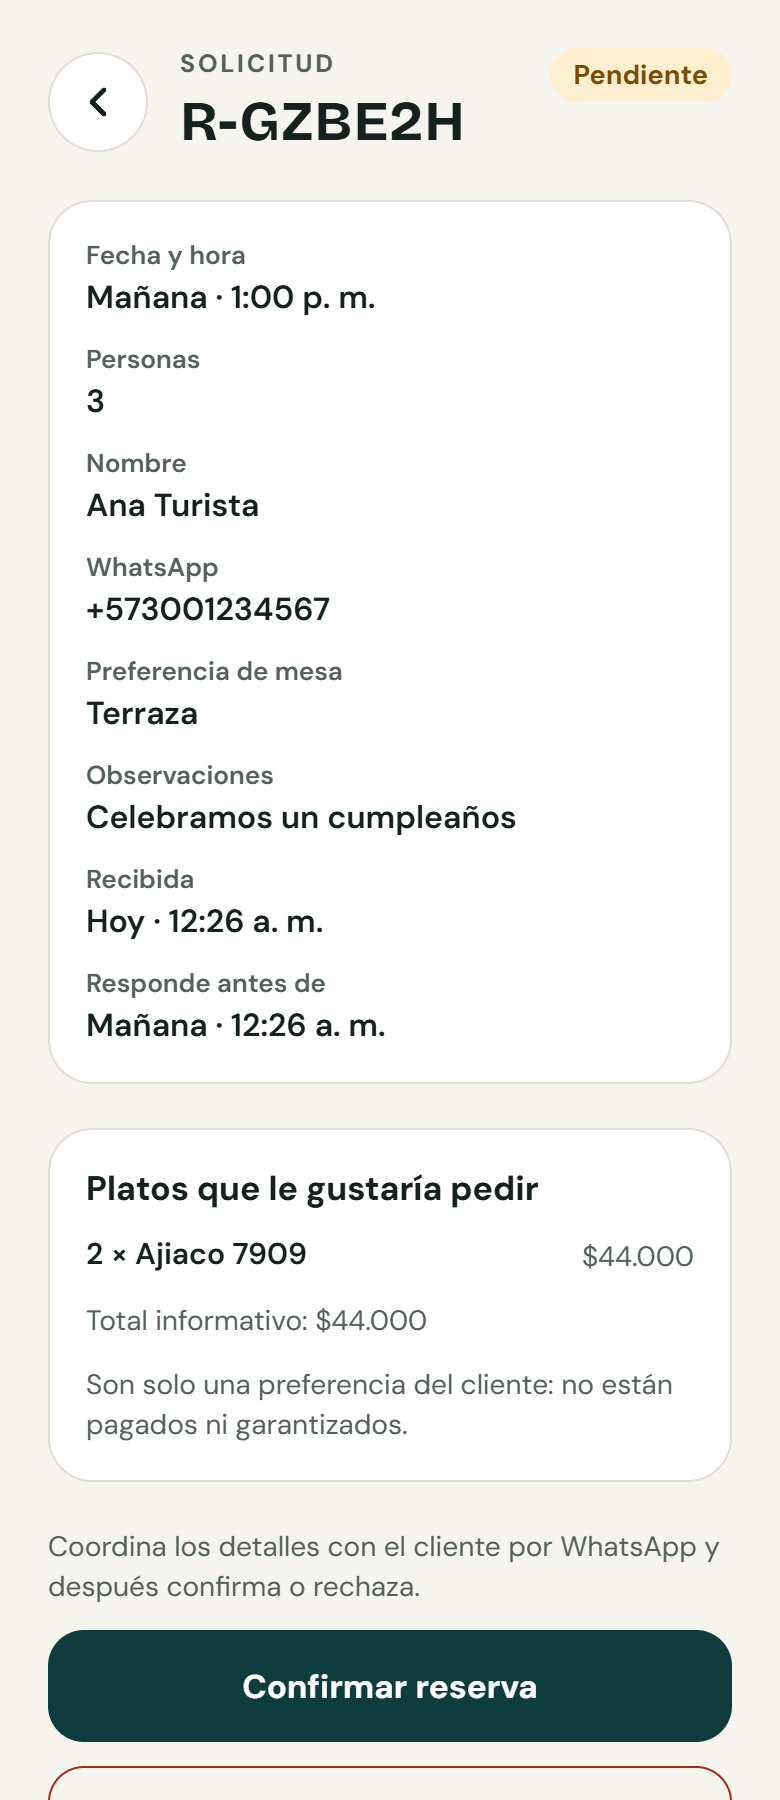 SOLICITUD
R-GZBE2H
Pendiente
Fecha y hora
Mañana · 1:00 p. m.
Personas
3
Nombre
Ana Turista
WhatsApp
+573001234567
Preferencia de mesa
Terraza
Observaciones
Celebramos un cumpleaños
Recibida
Hoy · 12:26 a. m.
Responde antes de
Mañana · 12:26 a. m.
Platos que le gustaría pedir
2 × Ajiaco 7909 $44.000
Total informativo: $44.000
Son solo una preferencia del cliente: no están
pagados ni garantizados.
Coordina los detalles con el cliente por WhatsApp y
después confirma o rechaza.
Confirmar reserva